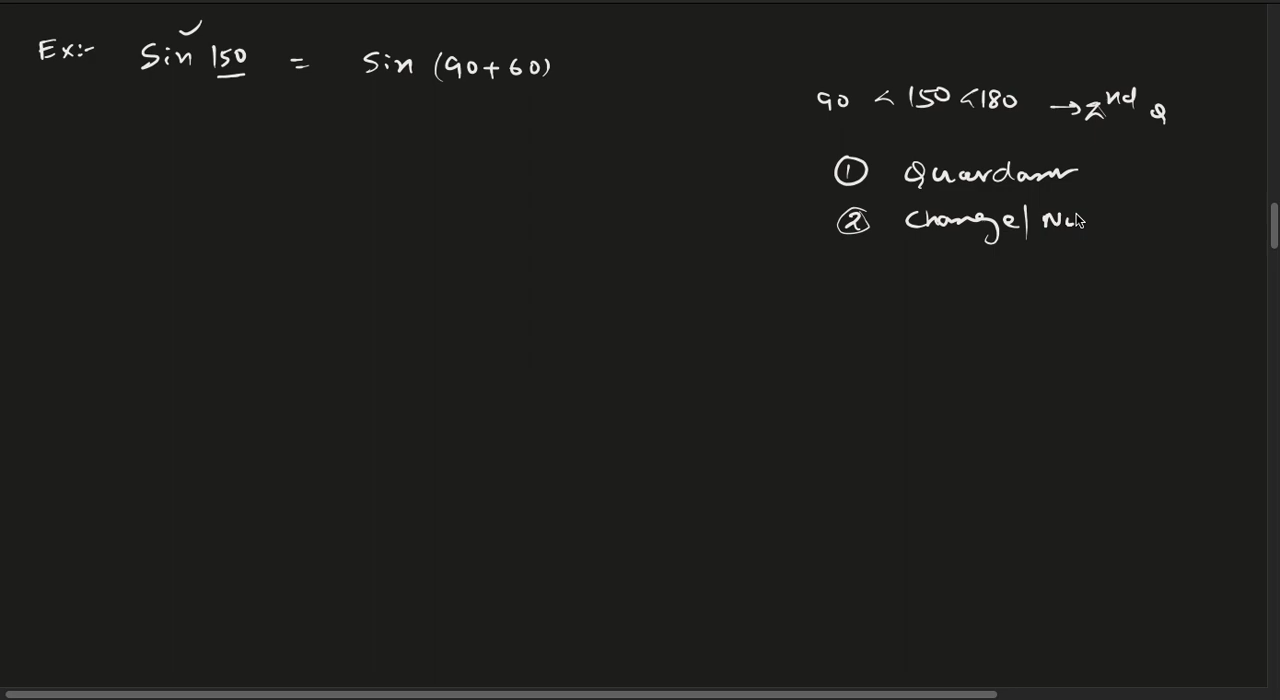 Ex:- Sin 150 = Sin (90+60)
90 < 150 < 180 → 2nd Q
① Quardant
② Change| No